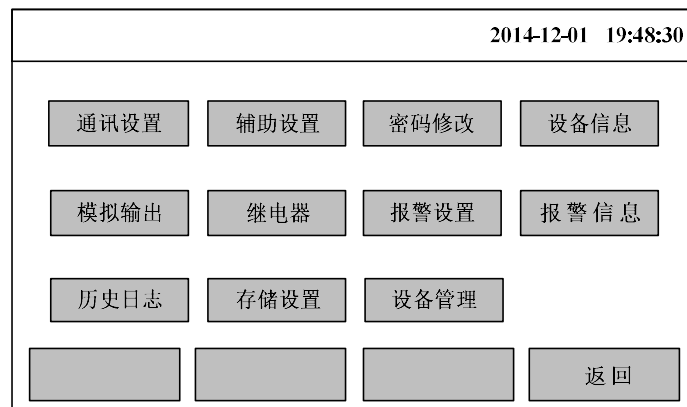 2014-12-01 19:48:30
通讯设置 辅助设置 密码修改 设备信息
模拟输出 继电器 报警设置 报警信息
历史日志 存储设置 设备管理
返回